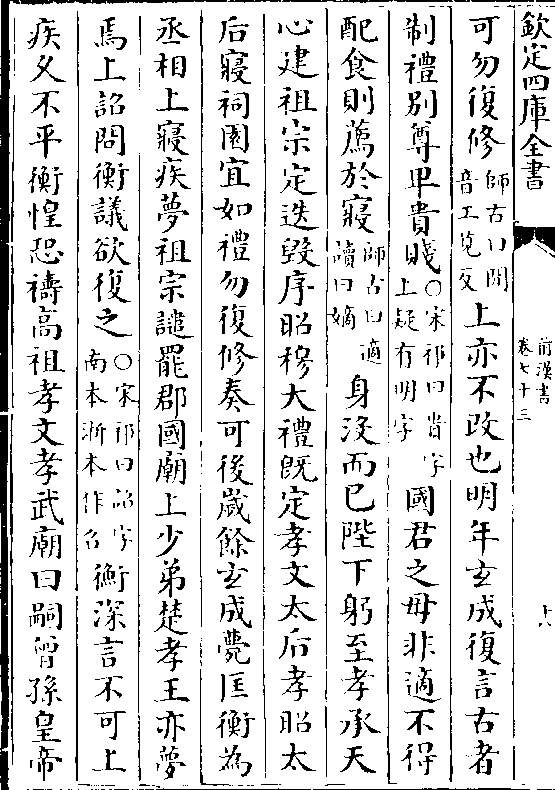 欽定四庫全書
前漢書
卷七十三
可勿復修師古曰間音工莧反上亦不改也明年玄成復言古者
制禮別尊卑貴賤○宋祁曰貴字上疑有明字國君之母非適不得
配食則薦於寢師古曰適讀曰嫡身沒而已陛下躬至孝承天
心建祖宗定迭毀序昭穆大禮既定孝文太后孝昭太
后寢祠園宜如禮勿復修奏可後歲餘玄成薨匡衡為
丞相上寢疾夢祖宗譴罷郡國廟上少弟楚孝王亦夢
焉上詔問衡議欲復之○宋祁曰詔字南本浙本作召衡深言不可上
疾久不平衡惶恐禱高祖孝文孝武廟曰嗣曾孫皇帝